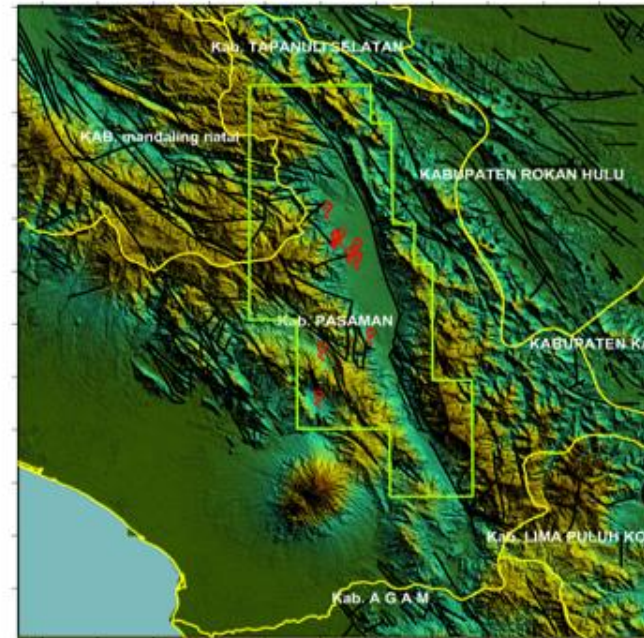 Kab. TAPANULI SELATAN
KAB. mandaling natal
KABUPATEN ROKAN HULU
Kab. PASAMAN
KABUPATEN KA
Kab. LIMA PULUH KO
Kab. A G A M